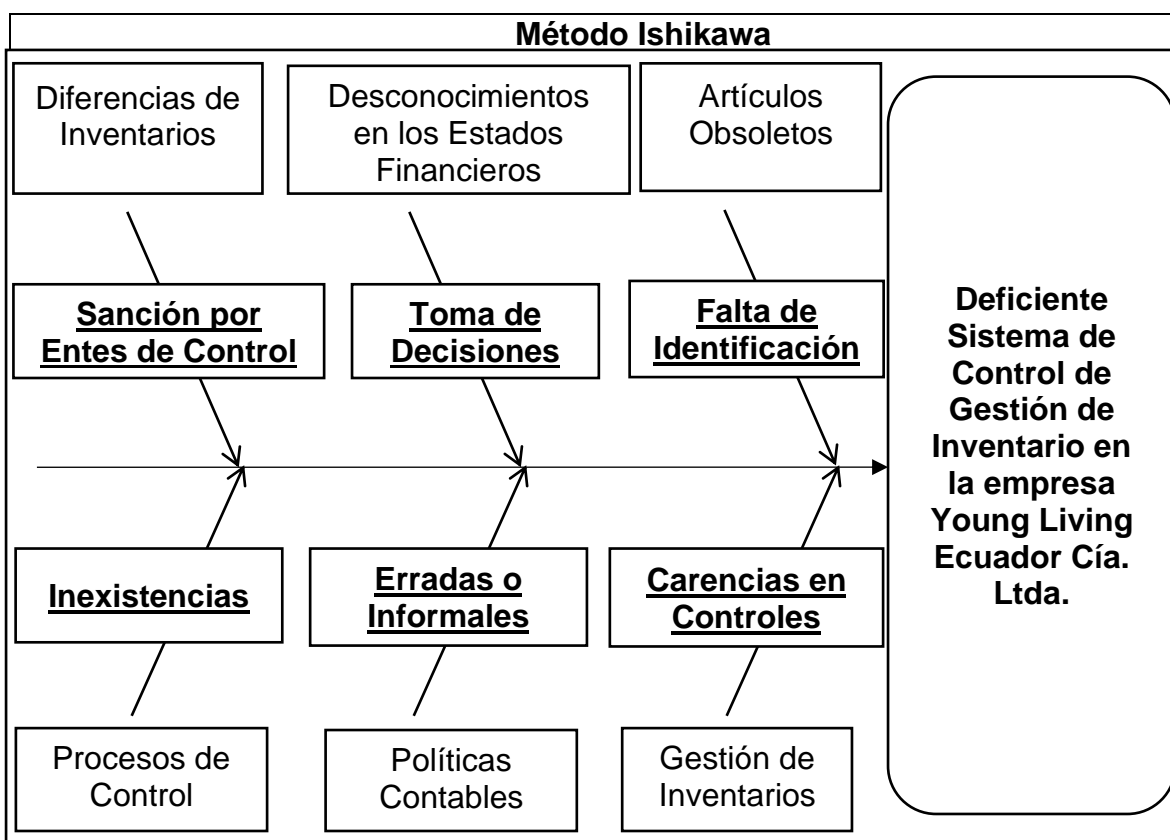 Método Ishikawa
Diferencias de
Inventarios
Desconocimientos
en los Estados
Financieros
Artículos
Obsoletos
Sanción por
Entes de Control
Toma de
Decisiones
Falta de
Identificación
Deficiente
Sistema de
Control de
Gestión de
Inventario en
la empresa
Young Living
Ecuador Cía.
Ltda.
Inexistencias
Erradas o
Informales
Carencias en
Controles
Procesos de
Control
Políticas
Contables
Gestión de
Inventarios